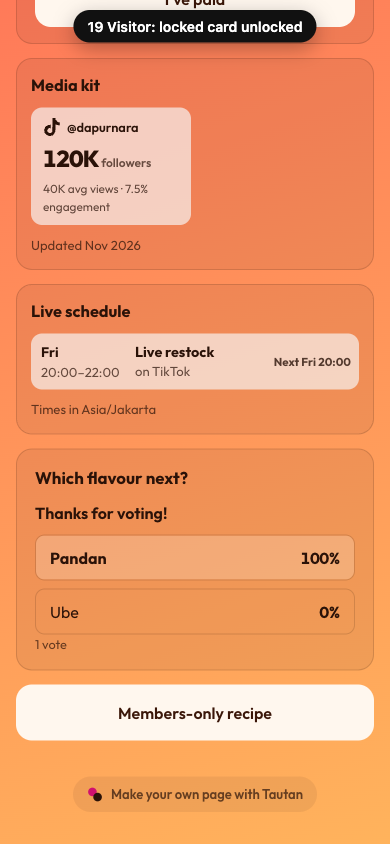 I've paid
19 Visitor: locked card unlocked
Media kit
@dapurnara
120K followers
40K avg views · 7.5%
engagement
Updated Nov 2026
Live schedule
Fri
20:00–22:00
Live restock
on TikTok
Next Fri 20:00
Times in Asia/Jakarta
Which flavour next?
Thanks for voting!
Pandan 100%
Ube 0%
1 vote
Members-only recipe
Make your own page with Tautan